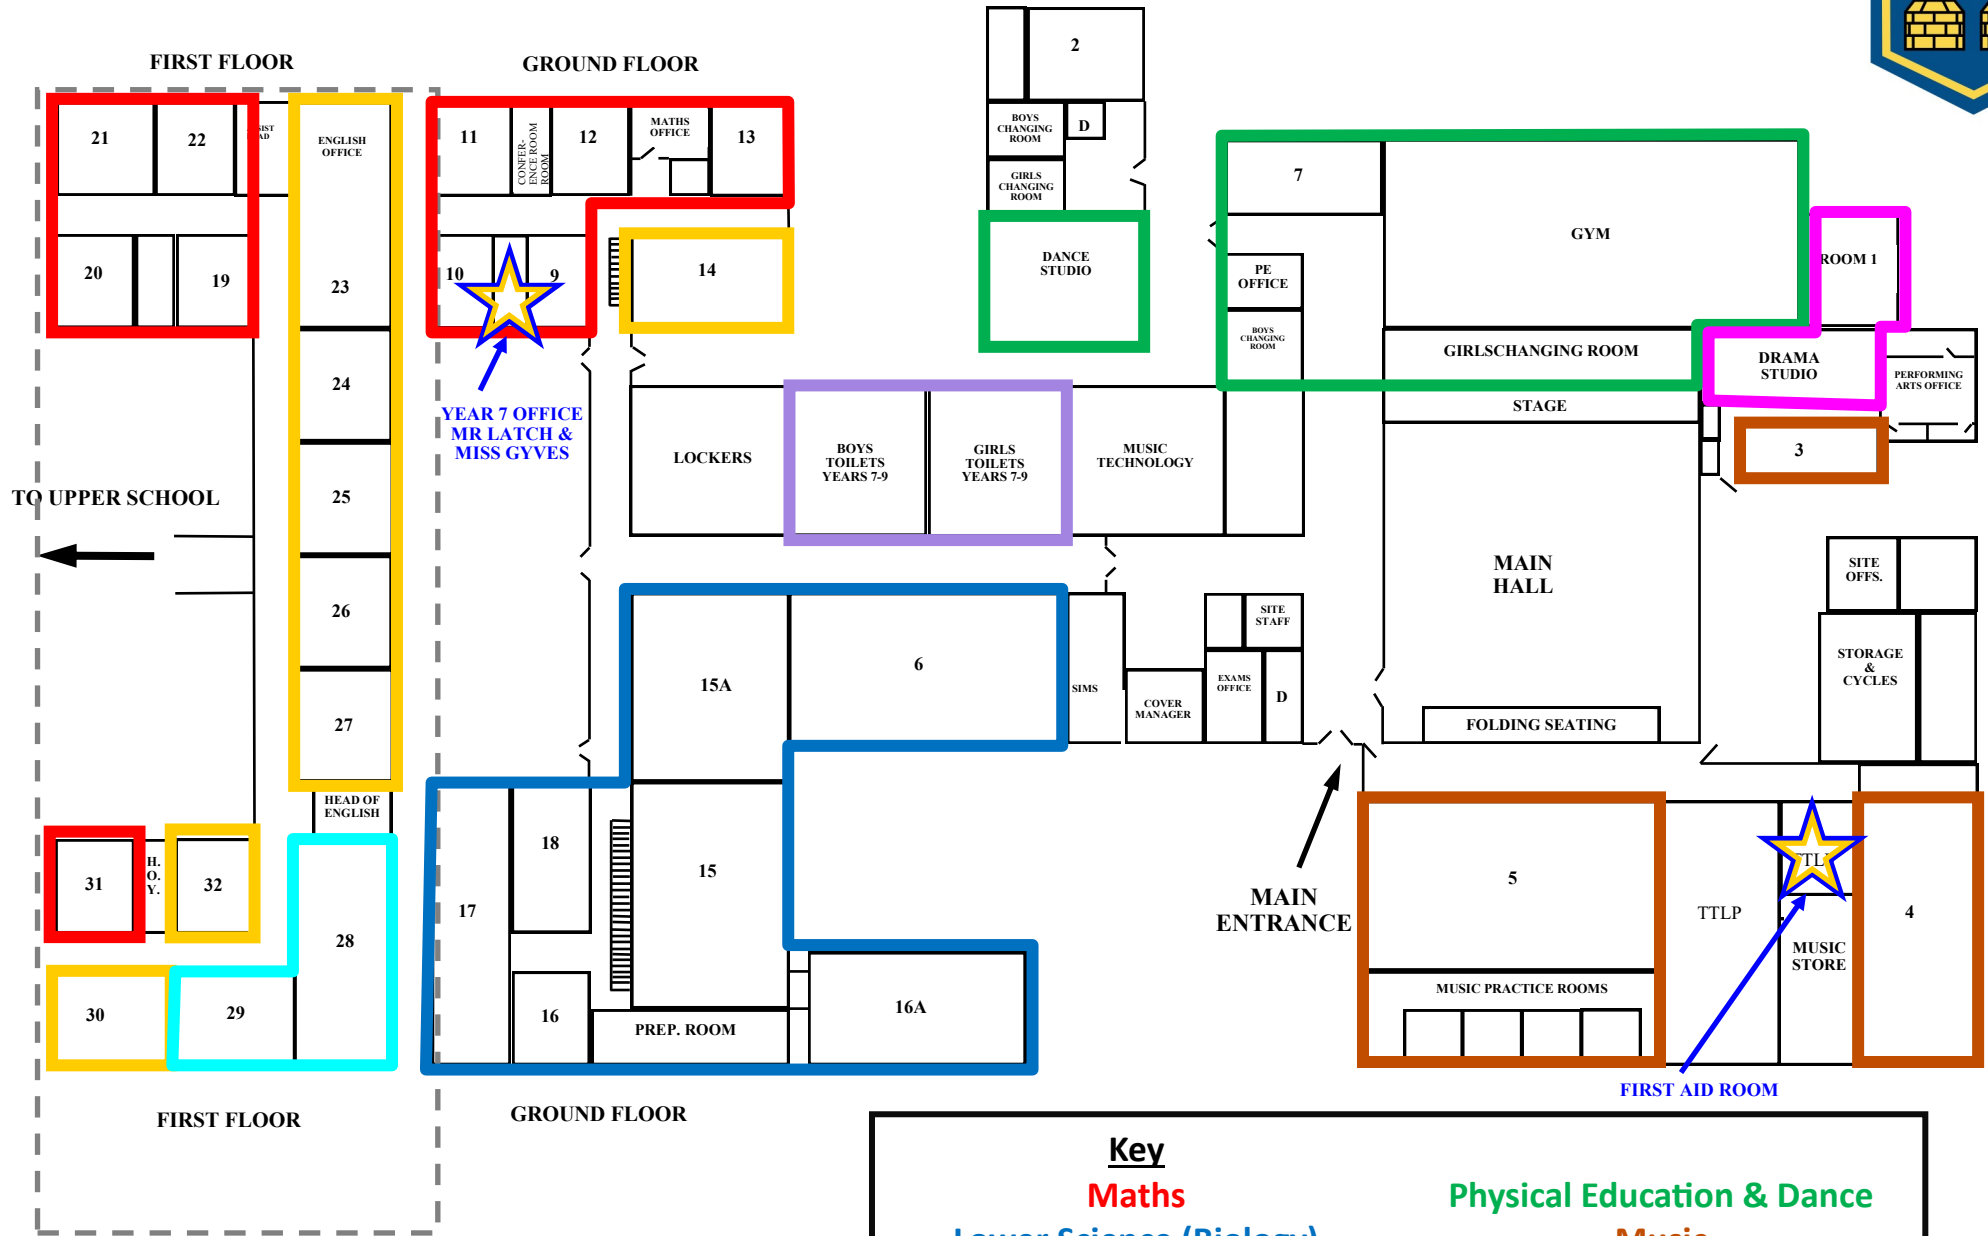 FIRST FLOOR
GROUND FLOOR
21
22
ENGLISH
OFFICE
20
19
23
24
25
26
27
HEAD OF
ENGLISH
TO UPPER SCHOOL
31
H.
O.
Y.
32
28
30
29
FIRST FLOOR
11
CONFER-
ENCE ROOM
ROOM
12
MATHS
OFFICE
13
10
9
14
YEAR 7 OFFICE
MR LATCH &
MISS GYVES
LOCKERS
BOYS
TOILETS
YEARS 7-9
GIRLS
TOILETS
YEARS 7-9
MUSIC
TECHNOLOGY
2
BOYS
CHANGING
ROOM
D
GIRLS
CHANGING
ROOM
DANCE
STUDIO
7
GYM
PE
OFFICE
BOYS
CHANGING
ROOM
GIRLSCHANGING ROOM
STAGE
ROOM 1
DRAMA
STUDIO
PERFORMING
ARTS OFFICE
3
MAIN
HALL
FOLDING SEATING
SITE
OFFS.
STORAGE
&
CYCLES
15A
6
SIMS
COVER
MANAGER
SITE
STAFF
EXAMS
OFFICE
D
17
18
15
16
PREP. ROOM
16A
GROUND FLOOR
MAIN
ENTRANCE
5
MUSIC PRACTICE ROOMS
TTLP
MUSIC
STORE
4
FIRST AID ROOM
Key
Maths
Physical Education & Dance
Lower Science (Biology)
Music